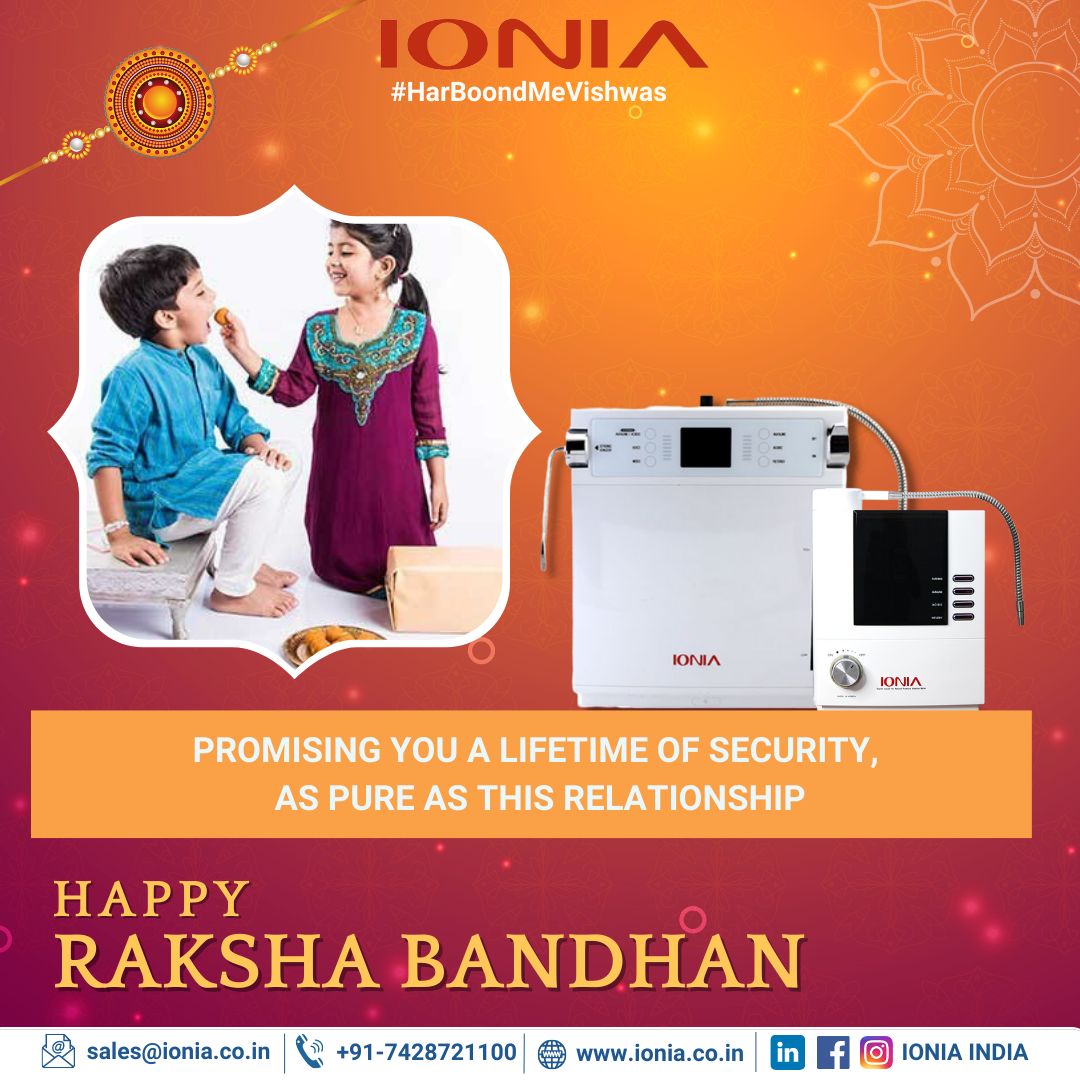 IONIA
#HarBoondMeVishwas
IONIA
IONIA
PROMISING YOU A LIFETIME OF SECURITY,
AS PURE AS THIS RELATIONSHIP
HAPPY
RAKSHA BANDHAN
sales@ionia.co.in
+91-7428721100
www.ionia.co.in
in
f
IONIA INDIA